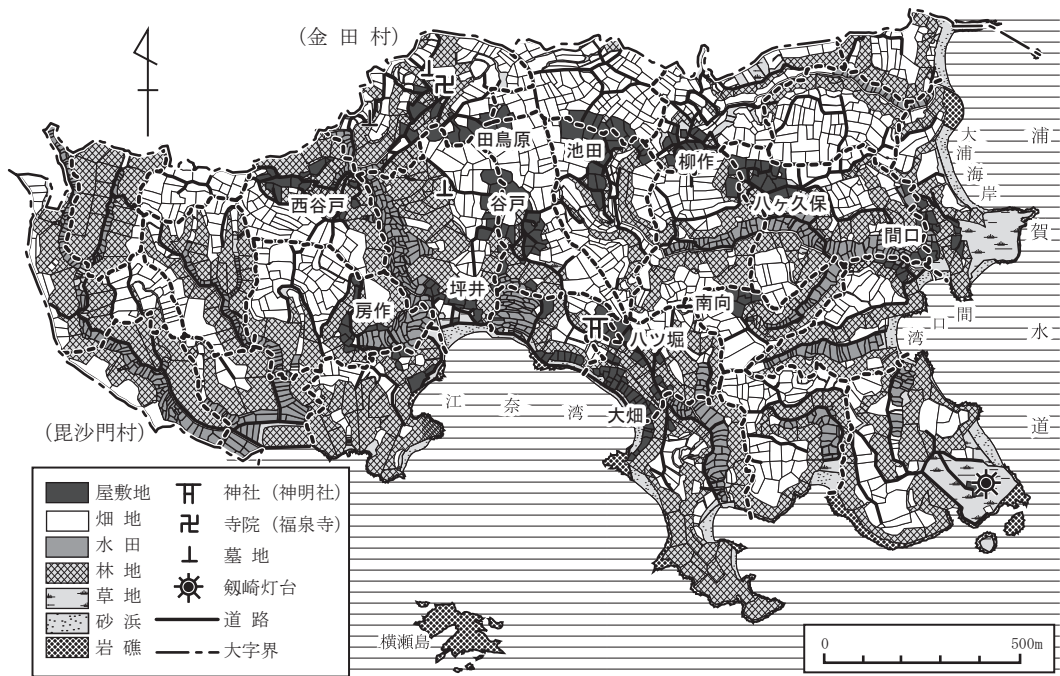 (金田村)
田鳥原
池田
柳作
西谷戸
谷戸
八ヶ久保
間口
坪井
房作
南向
八ツ堀
大畑
大浦海岸
浦賀水道
間口湾
江奈湾
(毘沙門村)
横瀬島
屋敷地
畑地
水田
林地
草地
砂浜
岩礁
神社(神明社)
寺院(福泉寺)
墓地
剱崎灯台
道路
大字界
0 500m